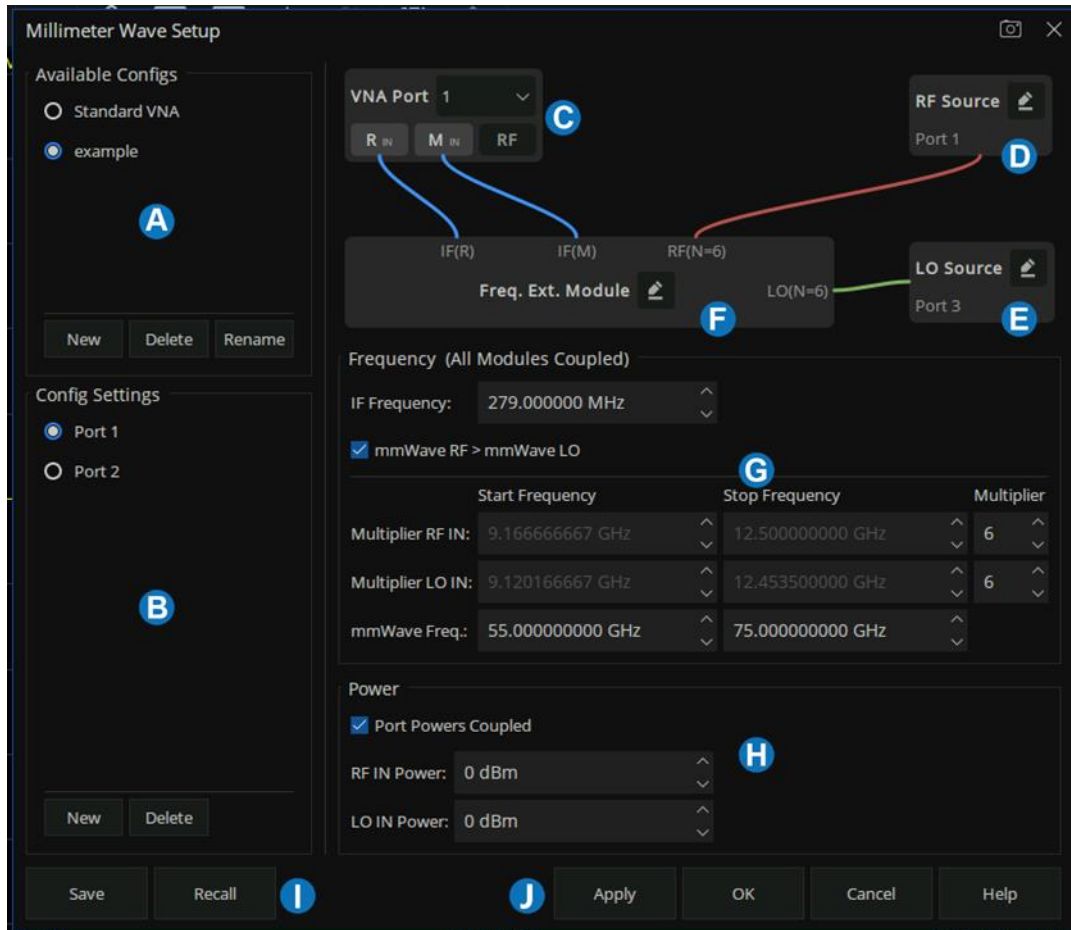 Millimeter Wave Setup
Available Configs
Standard VNA
example
A
New Delete Rename
Config Settings
Port 1
Port 2
B
New Delete
VNA Port 1
R IN M IN RF
C
RF Source
Port 1
D
IF(R) IF(M) RF(N=6)
Freq. Ext. Module LO(N=6)
F
LO Source
Port 3
E
Frequency (All Modules Coupled)
IF Frequency: 279.000000 MHz
mmWave RF > mmWave LO
G
Start Frequency Stop Frequency Multiplier
Multiplier RF IN: 9.166666667 GHz 12.500000000 GHz 6
Multiplier LO IN: 9.120166667 GHz 12.453500000 GHz 6
mmWave Freq.: 55.000000000 GHz 75.000000000 GHz
Power
Port Powers Coupled
H
RF IN Power: 0 dBm
LO IN Power: 0 dBm
Save Recall I J Apply OK Cancel Help